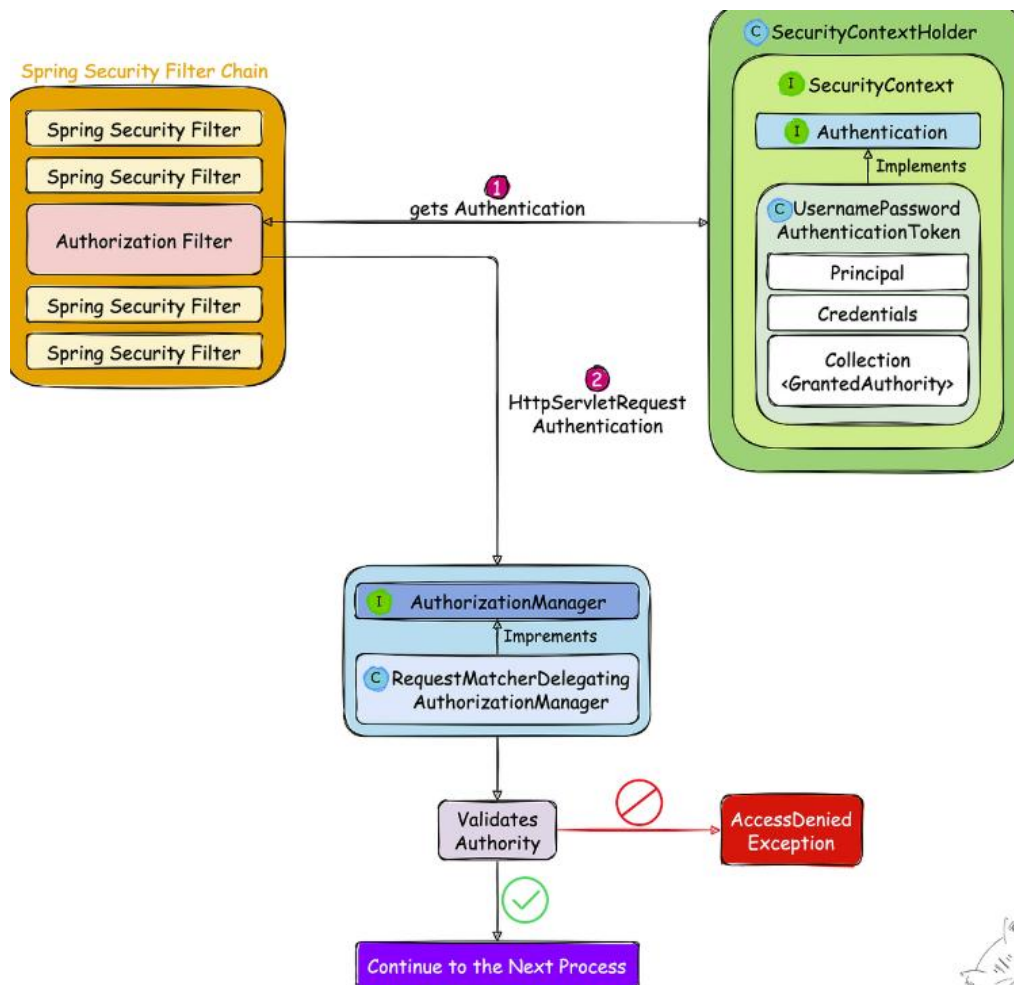 Spring Security Filter Chain
Spring Security Filter
Spring Security Filter
Authorization Filter
Spring Security Filter
Spring Security Filter
1
gets Authentication
C SecurityContextHolder
I SecurityContext
I Authentication
Implements
C UsernamePassword
AuthenticationToken
Principal
Credentials
Collection
<GrantedAuthority>
2
HttpServletRequest
Authentication
I AuthorizationManager
Imprements
C RequestMatcherDelegating
AuthorizationManager
Validates
Authority
AccessDenied
Exception
Continue to the Next Process